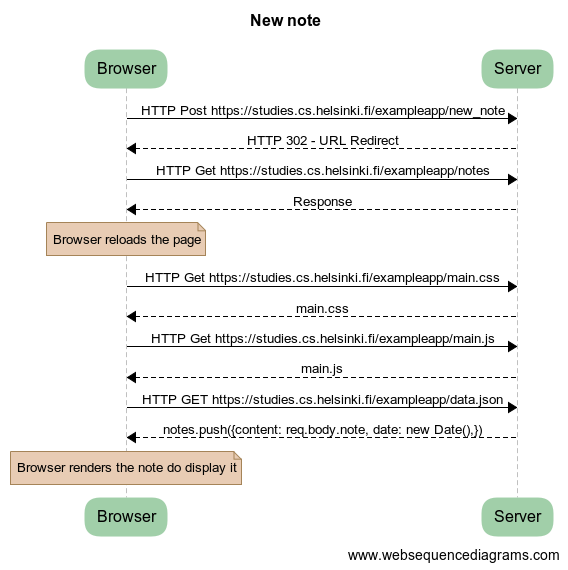 New note
Browser
Server
HTTP Post https://studies.cs.helsinki.fi/exampleapp/new_note
HTTP 302 - URL Redirect
HTTP Get https://studies.cs.helsinki.fi/exampleapp/notes
Response
Browser reloads the page
HTTP Get https://studies.cs.helsinki.fi/exampleapp/main.css
main.css
HTTP Get https://studies.cs.helsinki.fi/exampleapp/main.js
main.js
HTTP GET https://studies.cs.helsinki.fi/exampleapp/data.json
notes.push({content: req.body.note, date: new Date(),})
Browser renders the note do display it
Browser
Server
www.websequencediagrams.com